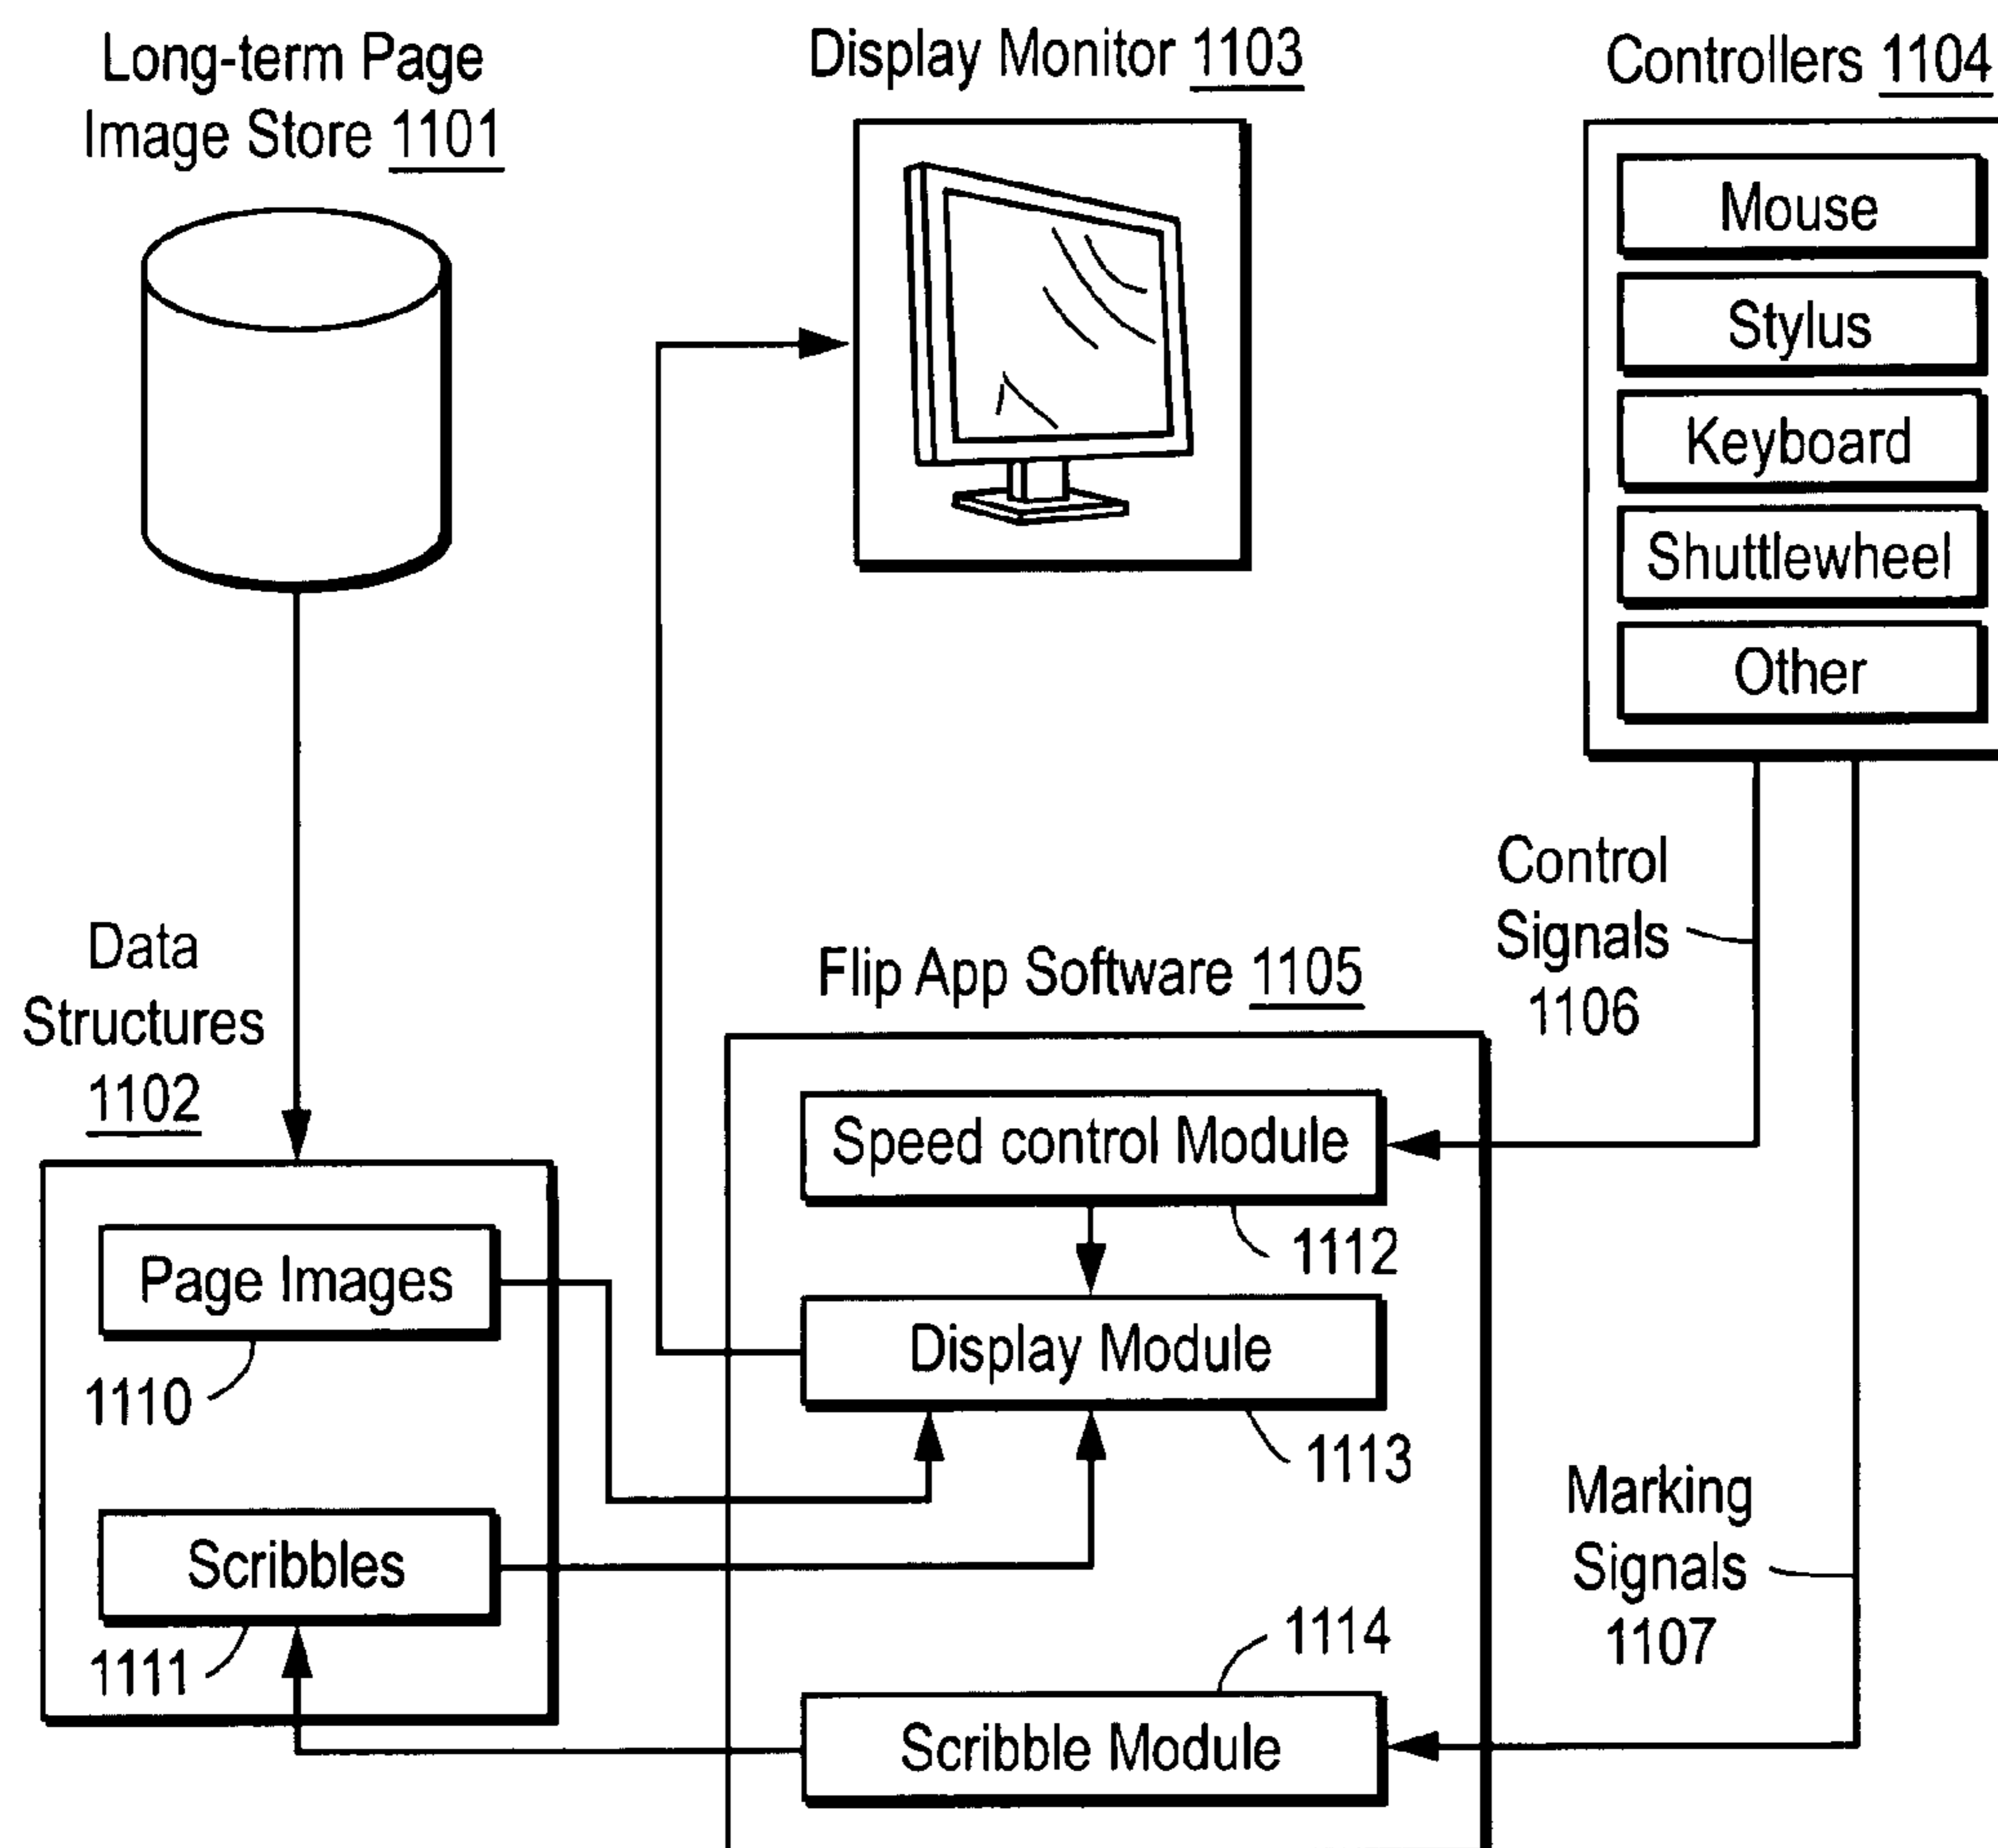 Long-term Page
Image Store 1101
Display Monitor 1103
Controllers 1104
Mouse
Stylus
Keyboard
Shuttlewheel
Other
Control
Signals
1106
Data
Structures
1102
Flip App Software 1105
Speed control Module
1112
Page Images
1110
Display Module
1113
Scribbles
1111
Marking
Signals
1107
1114
Scribble Module